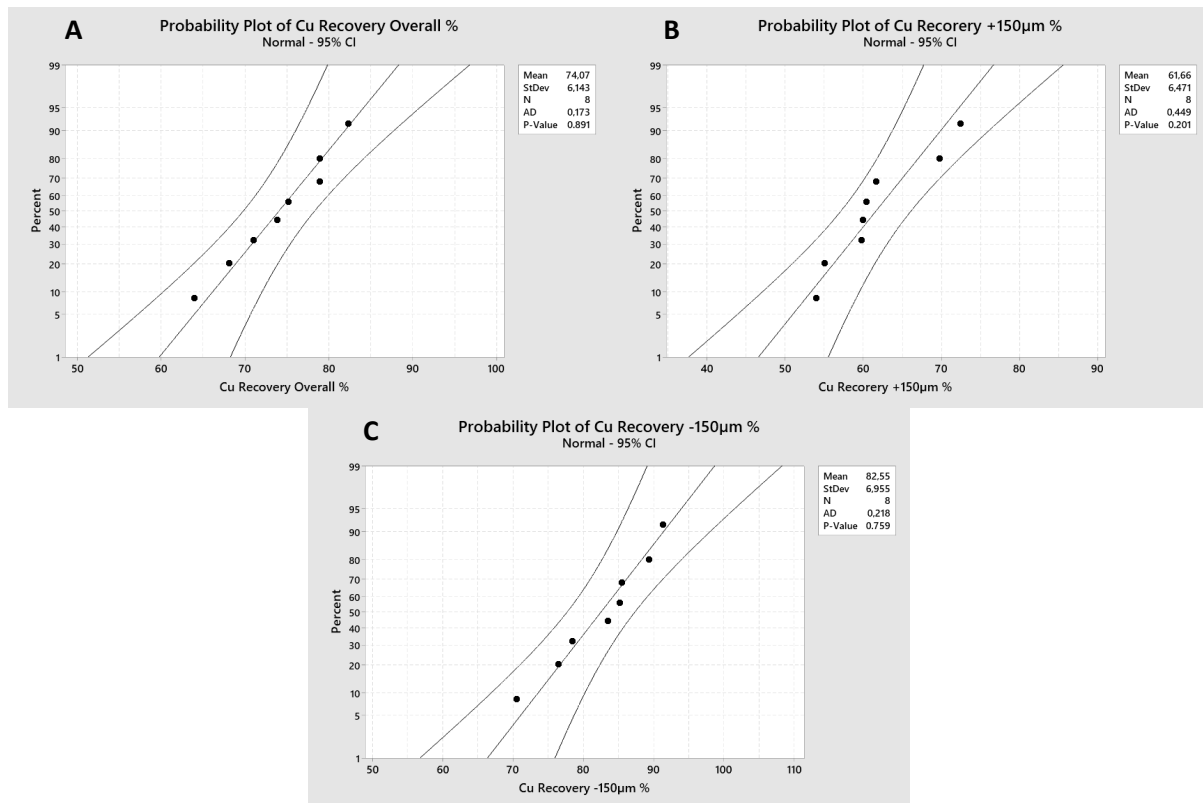 A
Probability Plot of Cu Recovery Overall %
Normal - 95% CI
99
95
90
80
70
60
50
40
30
20
10
5
1
Percent
50 60 70 80 90 100
Cu Recovery Overall %
Mean 74,07
StDev 6,143
N 8
AD 0,173
P-Value 0.891
B
Probability Plot of Cu Recorery +150µm %
Normal - 95% CI
99
95
90
80
70
60
50
40
30
20
10
5
1
Percent
40 50 60 70 80 90
Cu Recorery +150µm %
Mean 61,66
StDev 6,471
N 8
AD 0,449
P-Value 0.201
C
Probability Plot of Cu Recovery -150µm %
Normal - 95% CI
99
95
90
80
70
60
50
40
30
20
10
5
1
Percent
50 60 70 80 90 100 110
Cu Recovery -150µm %
Mean 82,55
StDev 6,955
N 8
AD 0,218
P-Value 0.759